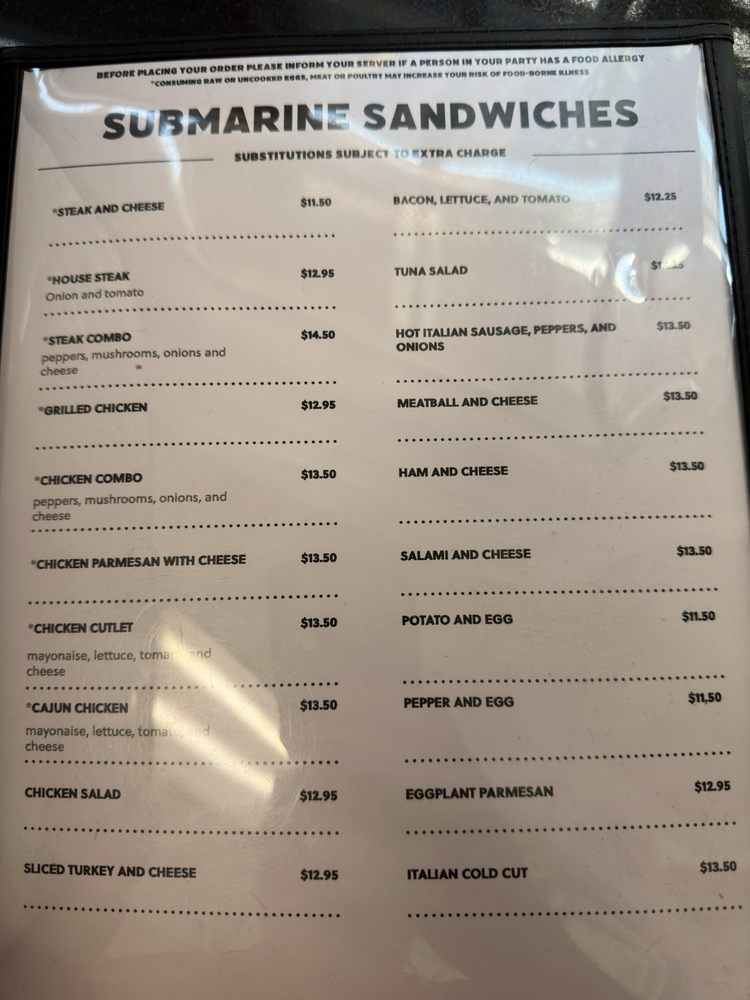 BEFORE PLACING YOUR ORDER PLEASE INFORM YOUR SERVER IF A PERSON IN YOUR PARTY HAS A FOOD ALLERGY
*CONSUMING RAW OR UNCOOKED EGGS, MEAT OR POULTRY MAY INCREASE YOUR RISK OF FOOD-BORNE ILLNESS
SUBMARINE SANDWICHES
SUBSTITUTIONS SUBJECT TO EXTRA CHARGE
*STEAK AND CHEESE $11.50
*HOUSE STEAK $12.95
Onion and tomato
*STEAK COMBO $14.50
peppers, mushrooms, onions and
cheese
*GRILLED CHICKEN $12.95
*CHICKEN COMBO $13.50
peppers, mushrooms, onions, and
cheese
*CHICKEN PARMESAN WITH CHEESE $13.50
*CHICKEN CUTLET $13.50
mayonaise, lettuce, tomato, and
cheese
*CAJUN CHICKEN $13.50
mayonaise, lettuce, tomato, and
cheese
CHICKEN SALAD $12.95
SLICED TURKEY AND CHEESE $12.95
BACON, LETTUCE, AND TOMATO $12.25
TUNA SALAD
HOT ITALIAN SAUSAGE, PEPPERS, AND $13.50
ONIONS
MEATBALL AND CHEESE $13.50
HAM AND CHEESE $13.50
SALAMI AND CHEESE $13.50
POTATO AND EGG $11.50
PEPPER AND EGG $11.50
EGGPLANT PARMESAN $12.95
ITALIAN COLD CUT $13.50